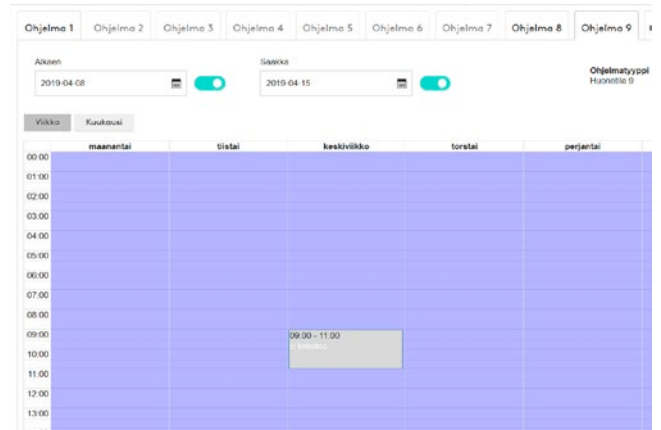 Ohjelma 1 Ohjelma 2 Ohjelma 3 Ohjelma 4 Ohjelma 5 Ohjelma 6 Ohjelma 7 Ohjelma 8 Ohjelma 9
Alkaen Saakka
2019-04-08 2019-04-15
Ohjelmatyyppi
Huonetila 9
Viikko Kuukausi
maanantai tiistai keskiviikko torstai perjantai
00:00
01:00
02:00
03:00
04:00
05:00
06:00
07:00
08:00
09:00 09:00 - 11:00
10:00
11:00
12:00
13:00